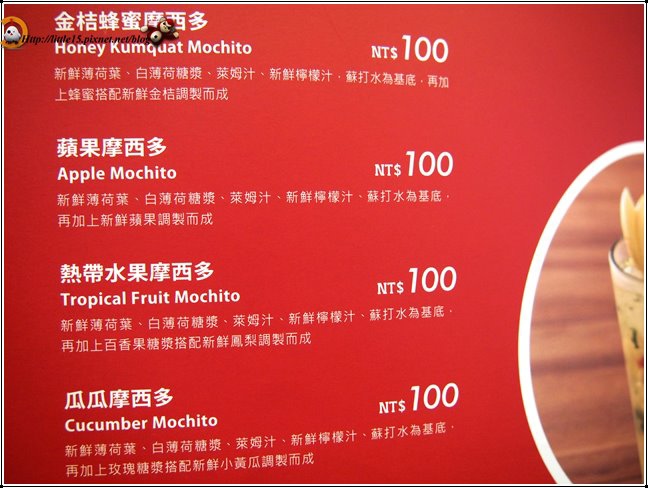 金桔蜂蜜摩西多
Http://little15.pixnet.net/blog
Honey Kumquat Mochito NT$ 100
新鮮薄荷葉、白薄荷糖漿、萊姆汁、新鮮檸檬汁，蘇打水為基底，再加
上蜂蜜搭配新鮮金桔調製而成
蘋果摩西多
Apple Mochito NT$ 100
新鮮薄荷葉、白薄荷糖漿、萊姆汁、新鮮檸檬汁、蘇打水為基底，
再加上新鮮蘋果調製而成
熱帶水果摩西多
Tropical Fruit Mochito NT$ 100
新鮮薄荷葉、白薄荷糖漿、萊姆汁、新鮮檸檬汁、蘇打水為基底，
再加上百香果糖漿搭配新鮮鳳梨調製而成
瓜瓜摩西多
Cucumber Mochito NT$ 100
新鮮薄荷葉、白薄荷糖漿、萊姆汁、新鮮檸檬汁、蘇打水為基底，
再加上玫瑰糖漿搭配新鮮小黃瓜調製而成